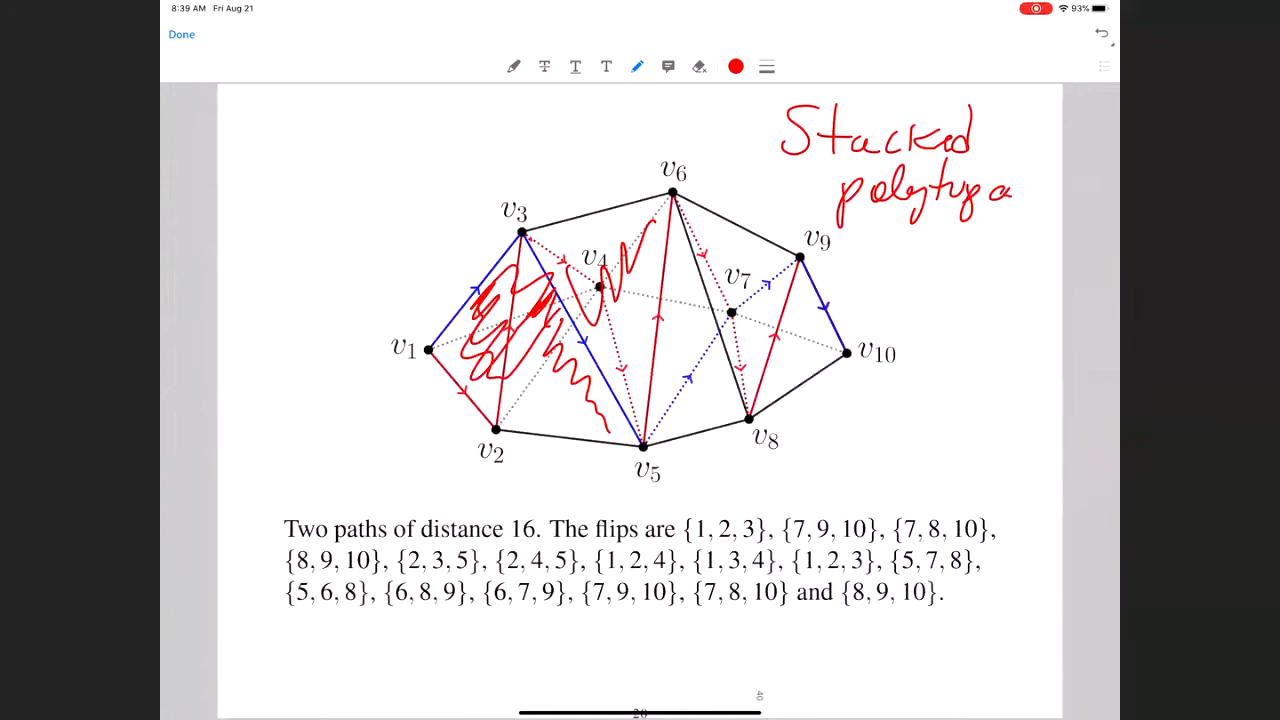 8:39 AM Fri Aug 21
93%
Done
T T T
Stacked
polytopa
v6
v3
v9
v4
v7
v1
v10
v2
v8
v5
Two paths of distance 16. The flips are {1, 2, 3}, {7, 9, 10}, {7, 8, 10},
{8, 9, 10}, {2, 3, 5}, {2, 4, 5}, {1, 2, 4}, {1, 3, 4}, {1, 2, 3}, {5, 7, 8},
{5, 6, 8}, {6, 8, 9}, {6, 7, 9}, {7, 9, 10}, {7, 8, 10} and {8, 9, 10}.
40